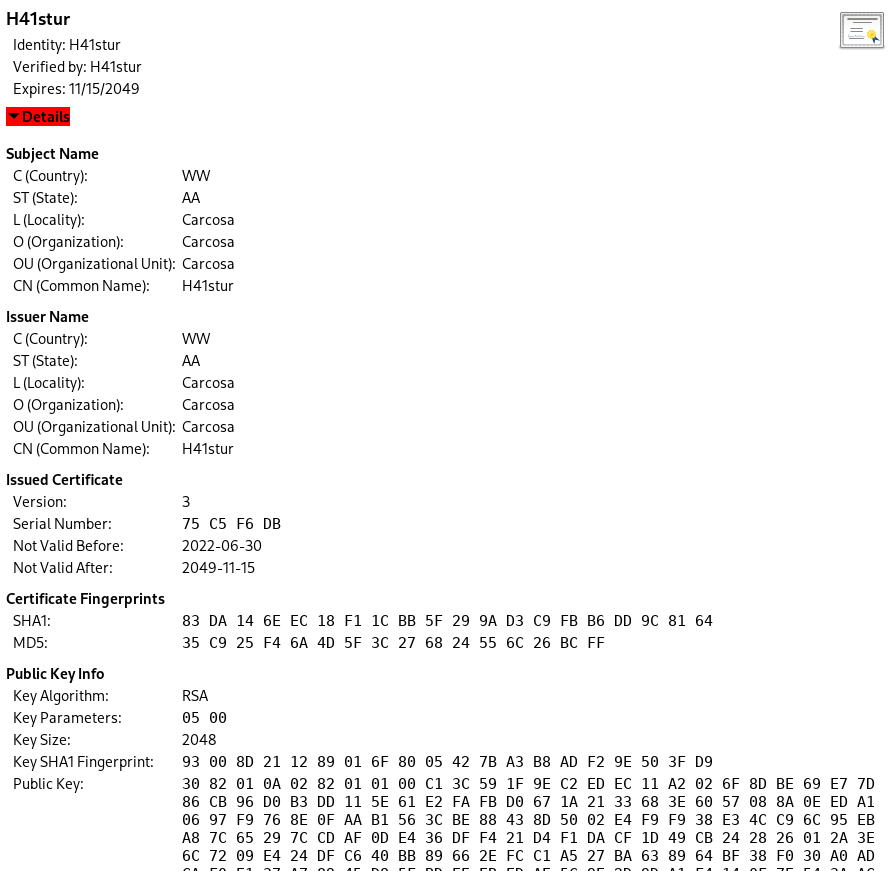 H41stur
Identity: H41stur
Verified by: H41stur
Expires: 11/15/2049
Details
Subject Name
C (Country): WW
ST (State): AA
L (Locality): Carcosa
O (Organization): Carcosa
OU (Organizational Unit): Carcosa
CN (Common Name): H41stur
Issuer Name
C (Country): WW
ST (State): AA
L (Locality): Carcosa
O (Organization): Carcosa
OU (Organizational Unit): Carcosa
CN (Common Name): H41stur
Issued Certificate
Version: 3
Serial Number: 75 C5 F6 DB
Not Valid Before: 2022-06-30
Not Valid After: 2049-11-15
Certificate Fingerprints
SHA1: 83 DA 14 6E EC 18 F1 1C BB 5F 29 9A D3 C9 FB B6 DD 9C 81 64
MD5: 35 C9 25 F4 6A 4D 5F 3C 27 68 24 55 6C 26 BC FF
Public Key Info
Key Algorithm: RSA
Key Parameters: 05 00
Key Size: 2048
Key SHA1 Fingerprint: 93 00 8D 21 12 89 01 6F 80 05 42 7B A3 B8 AD F2 9E 50 3F D9
Public Key: 30 82 01 0A 02 82 01 01 00 C1 3C 59 1F 9E C2 ED EC 11 A2 02 6F 8D BE 69 E7 7D
86 CB 96 D0 B3 DD 11 5E 61 E2 FA FB D0 67 1A 21 33 68 3E 60 57 08 8A 0E ED A1
06 97 F9 76 8E 0F AA B1 56 3C BE 88 43 8D 50 02 E4 F9 F9 38 E3 4C C9 6C 95 EB
A8 7C 65 29 7C CD AF 0D E4 36 DF F4 21 D4 F1 DA CF 1D 49 CB 24 28 26 01 2A 3E
6C 72 09 E4 24 DF C6 40 BB 89 66 2E FC C1 A5 27 BA 63 89 64 BF 38 F0 30 A0 AD